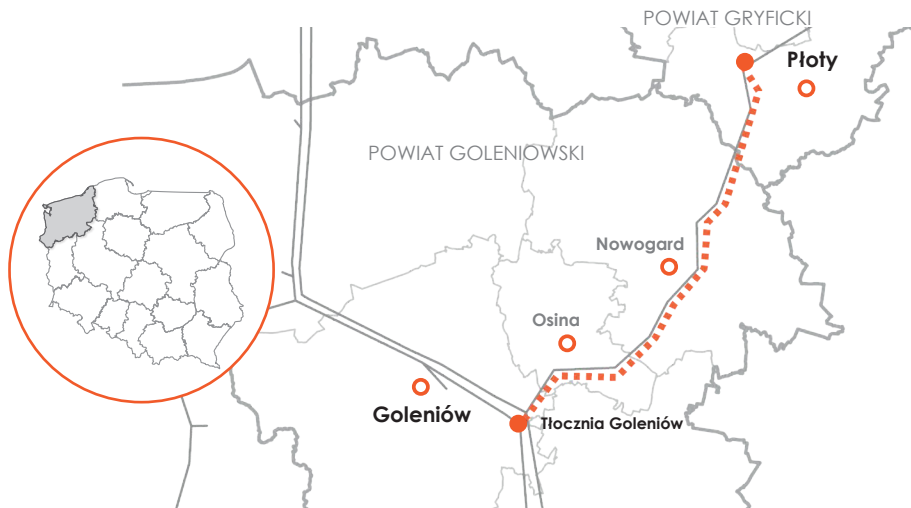 POWIAT GRYFICKI
Płoty
POWIAT GOLENIOWSKI
Nowogard
Osina
Goleniów
Tłocznia Goleniów